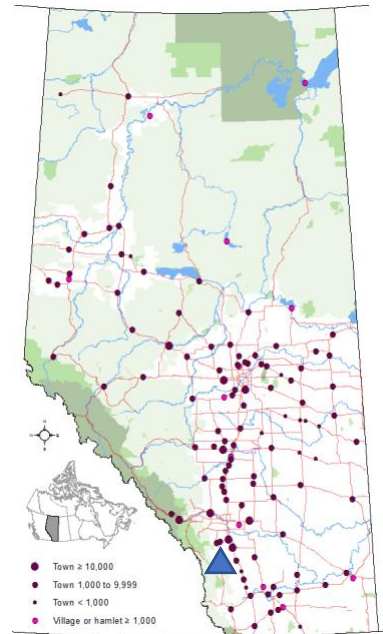 Town ≥ 10,000
Town 1,000 to 9,999
Town < 1,000
Village or hamlet ≥ 1,000